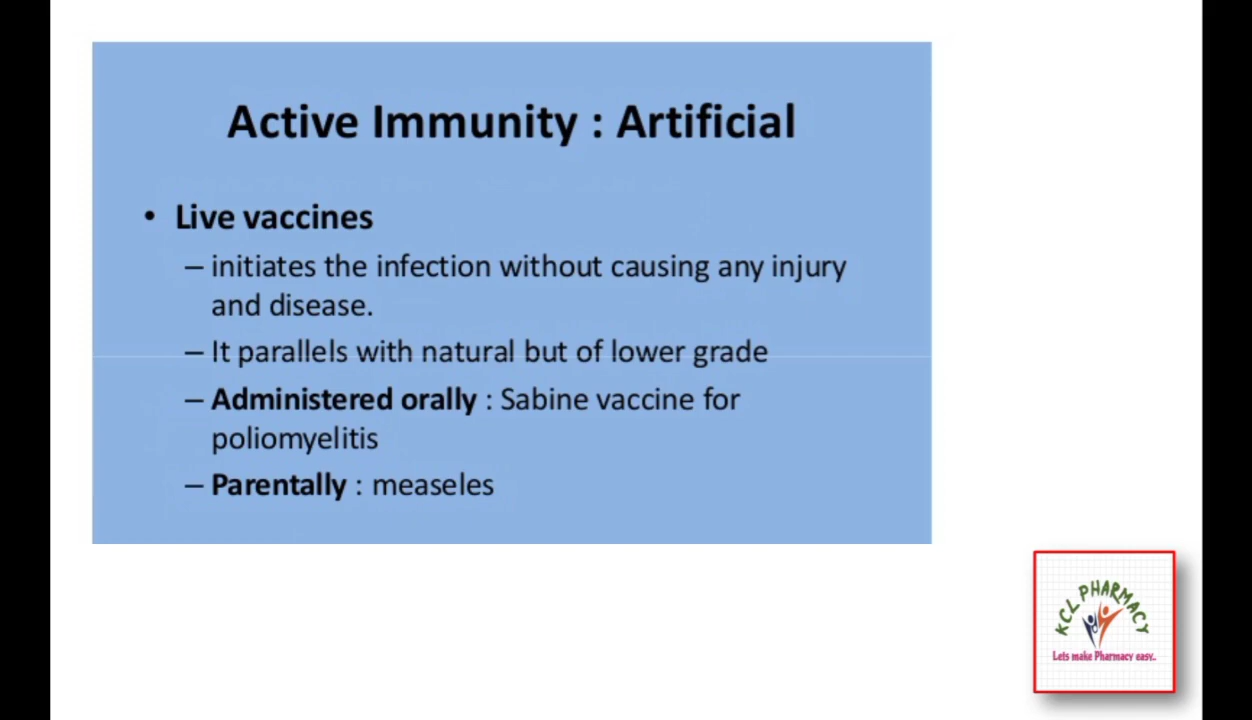 Active Immunity : Artificial
• Live vaccines
– initiates the infection without causing any injury
and disease.
– It parallels with natural but of lower grade
– Administered orally : Sabine vaccine for
poliomyelitis
– Parentally : measeles
KCL PHARMACY
Lets make Pharmacy easy..